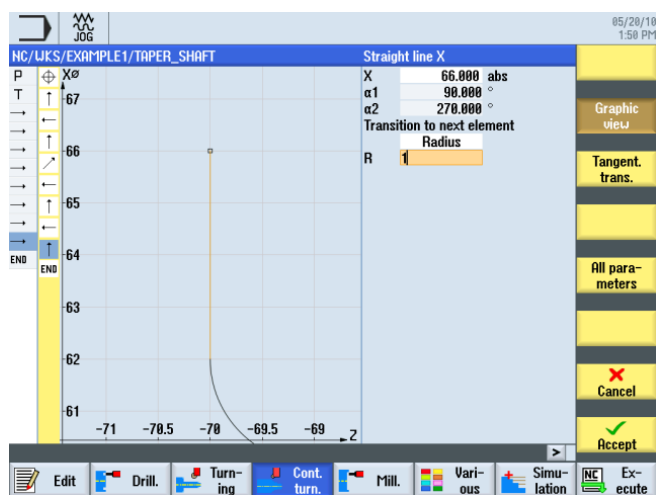 JOG
05/20/10
1:50 PM
NC/WKS/EXAMPLE1/TAPER_SHAFT
Straight line X
P
T
END
END
XØ
67
66
65
64
63
62
61
-71
-70.5
-70
-69.5
-69
Z
X 66.000 abs
α1 90.000 °
α2 270.000 °
Transition to next element
Radius
R 1
Graphic
view
Tangent.
trans.
All para-
meters
Cancel
Accept
>
Edit
Drill.
Turn-
ing
Cont.
turn.
Mill.
Vari-
ous
Simu-
lation
NC
Ex-
ecute